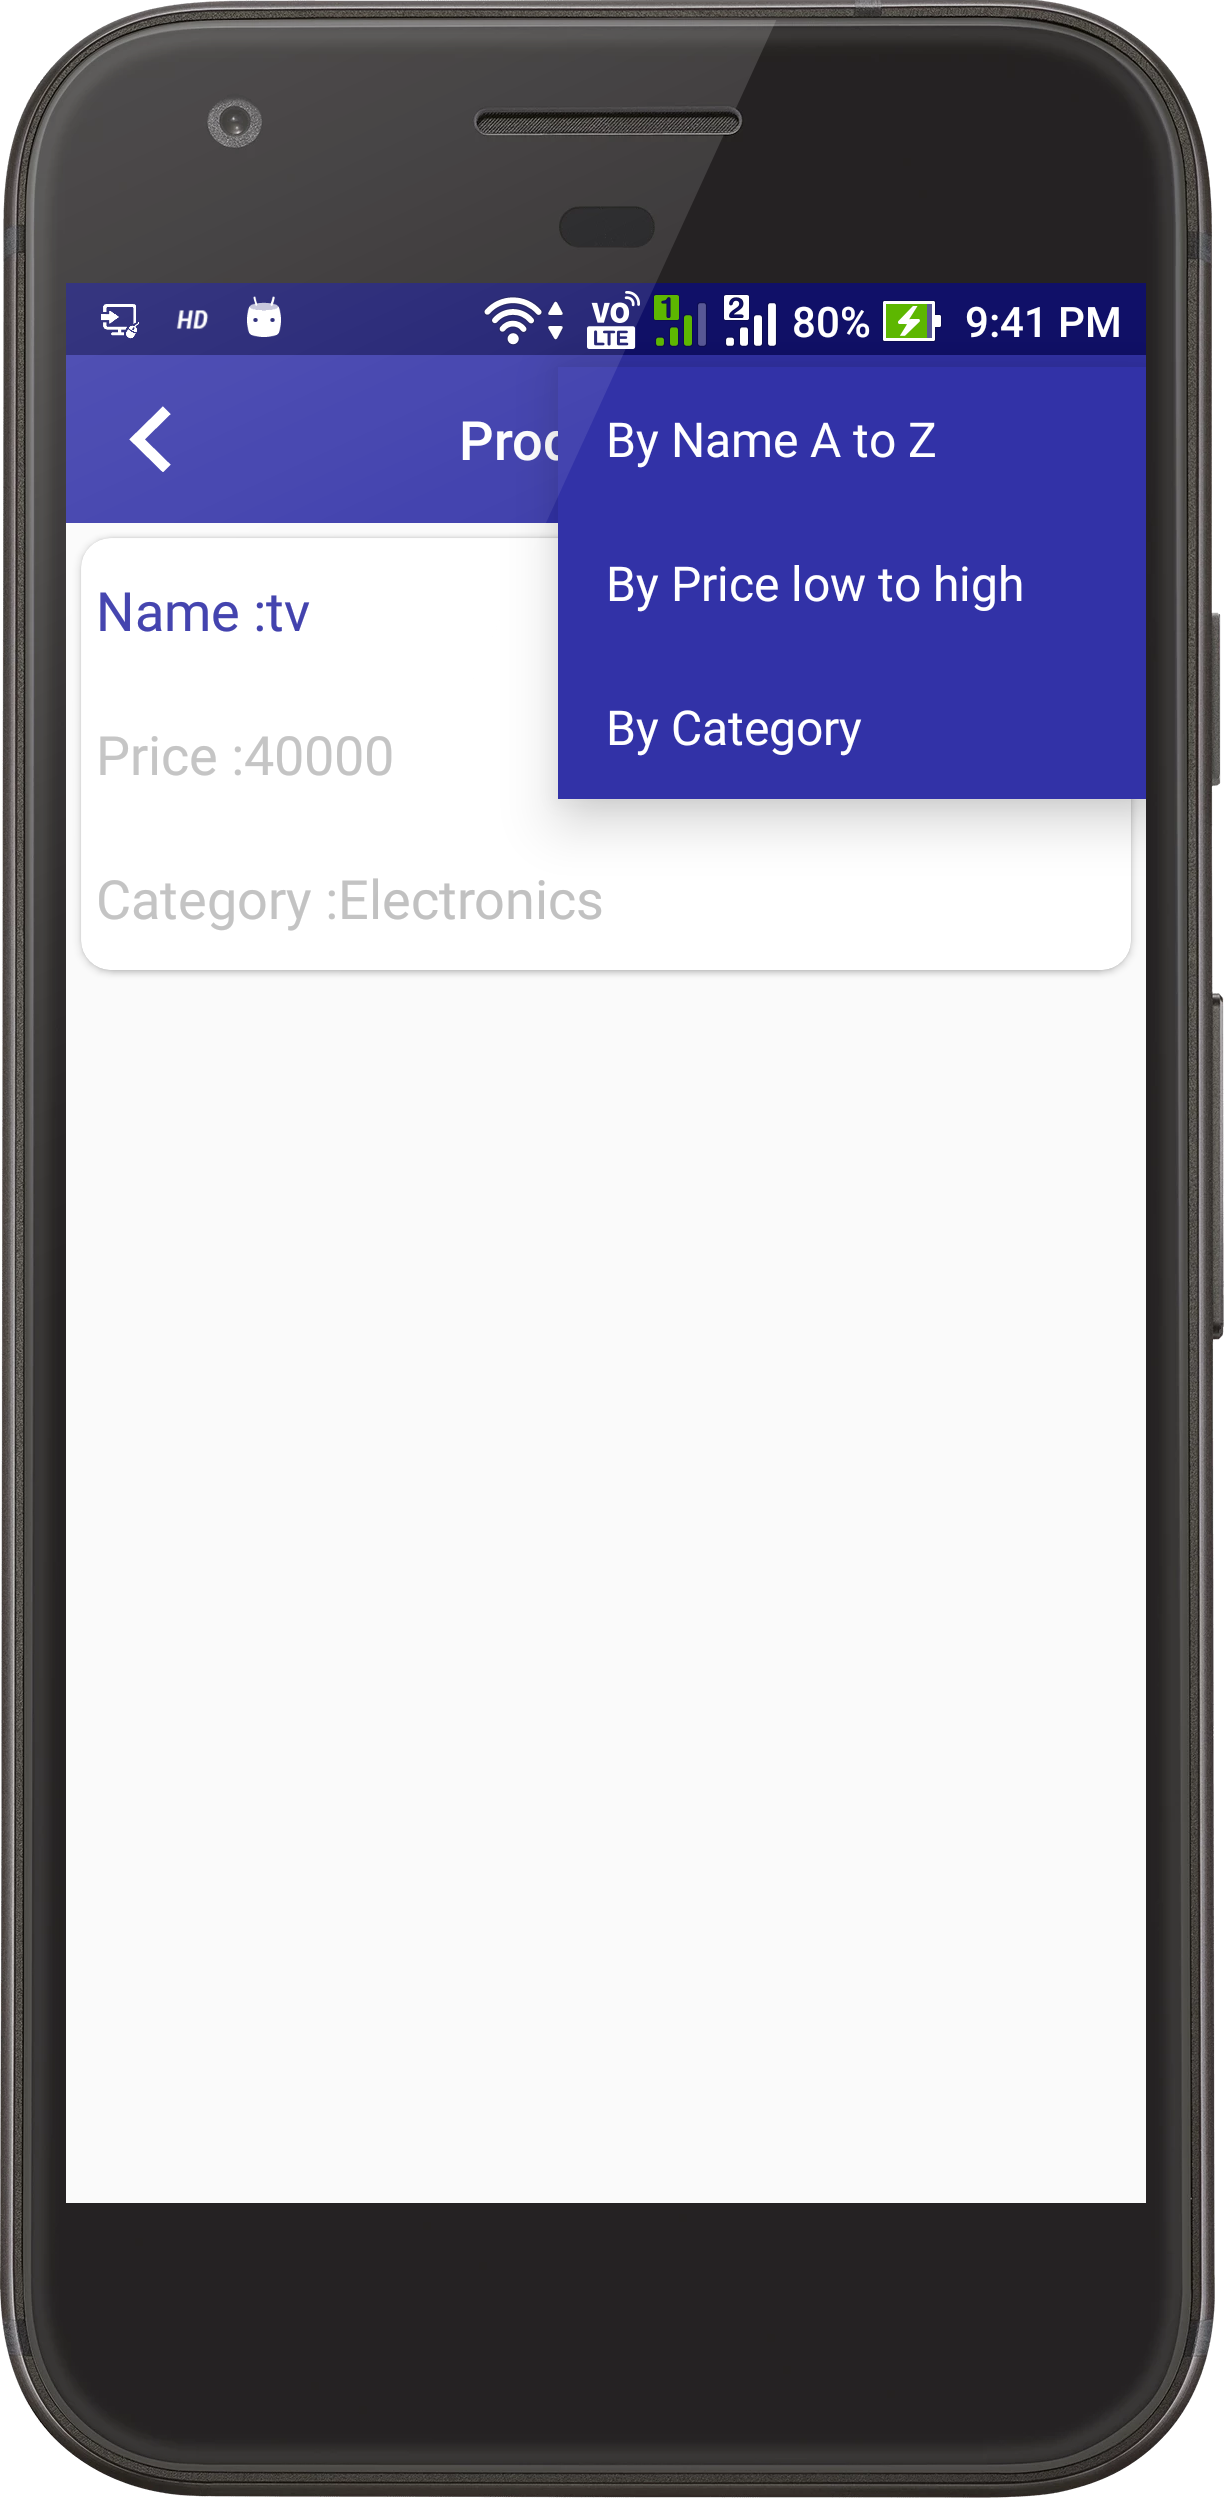 HD VO LTE 1 2 80% 9:41 PM
Proc
By Name A to Z
By Price low to high
By Category
Name :tv
Price :40000
Category :Electronics